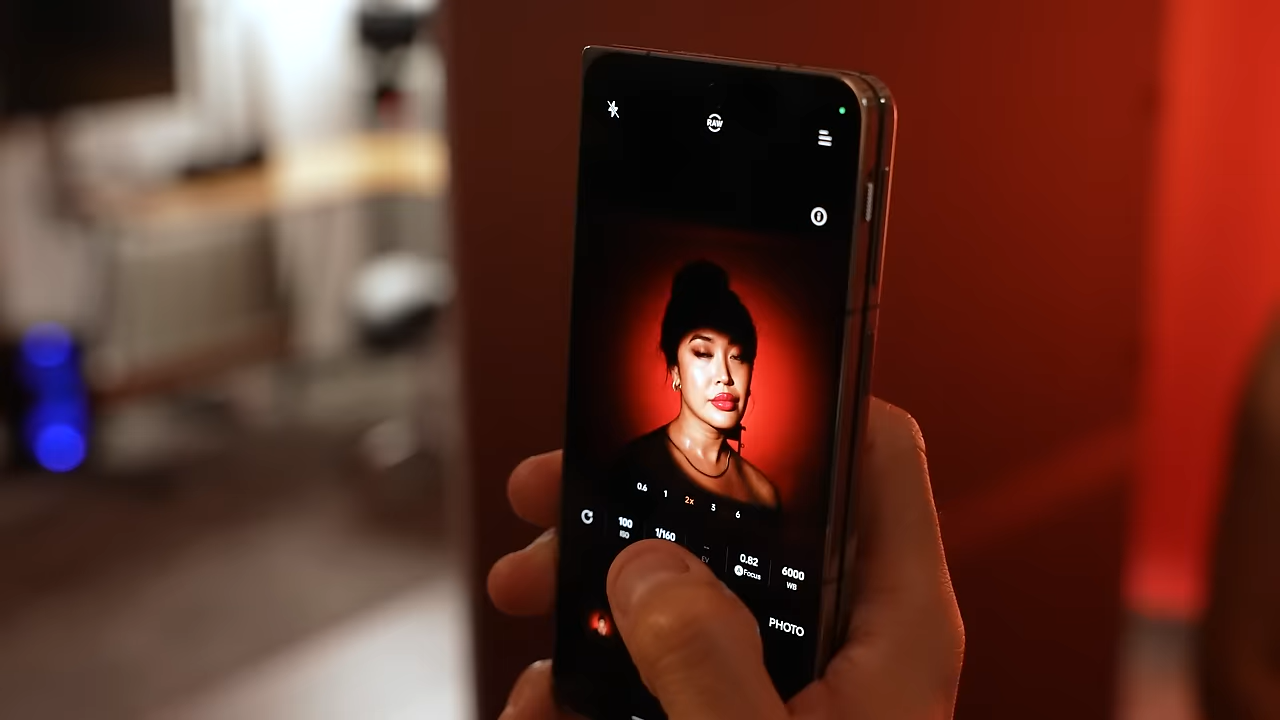 RAW
0.6 1 2x 3 6
100 1/160 -- 0.82 6000
ISO EV A Focus WB
PHOTO